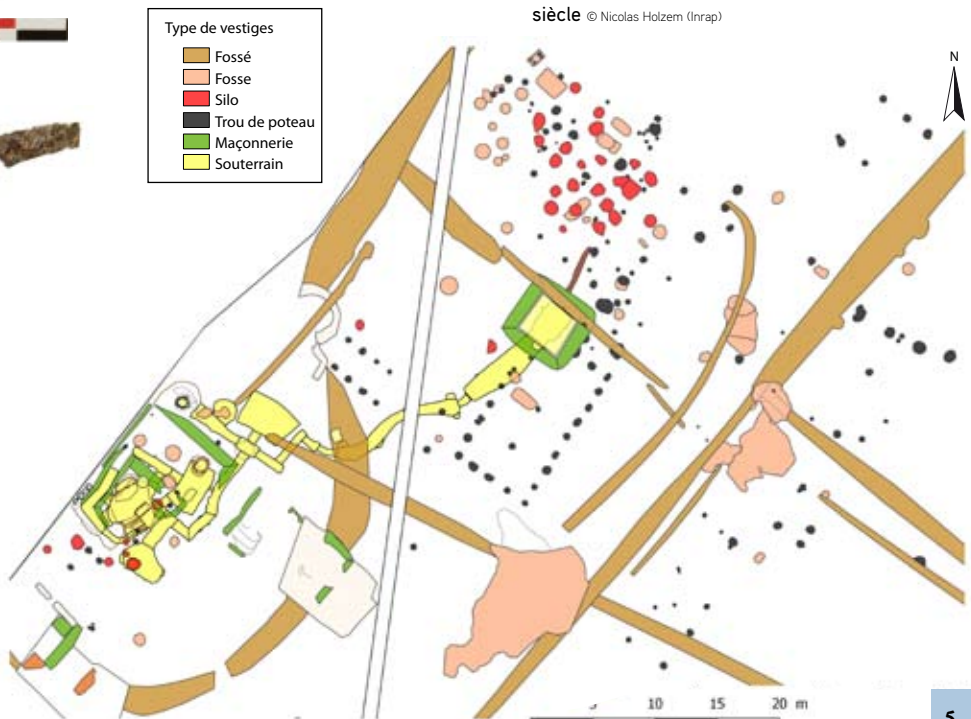 siècle © Nicolas Holzem (Inrap)
Type de vestiges
Fossé
Fosse
Silo
Trou de poteau
Maçonnerie
Souterrain
N
10 15 20 m
5